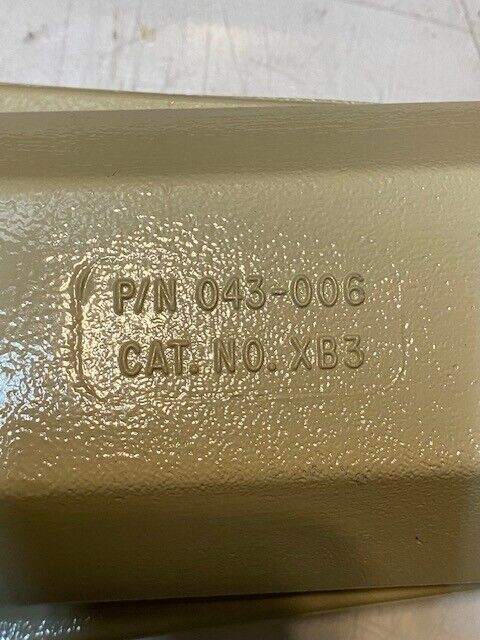 P/N 043-006
CAT. NO. XB3